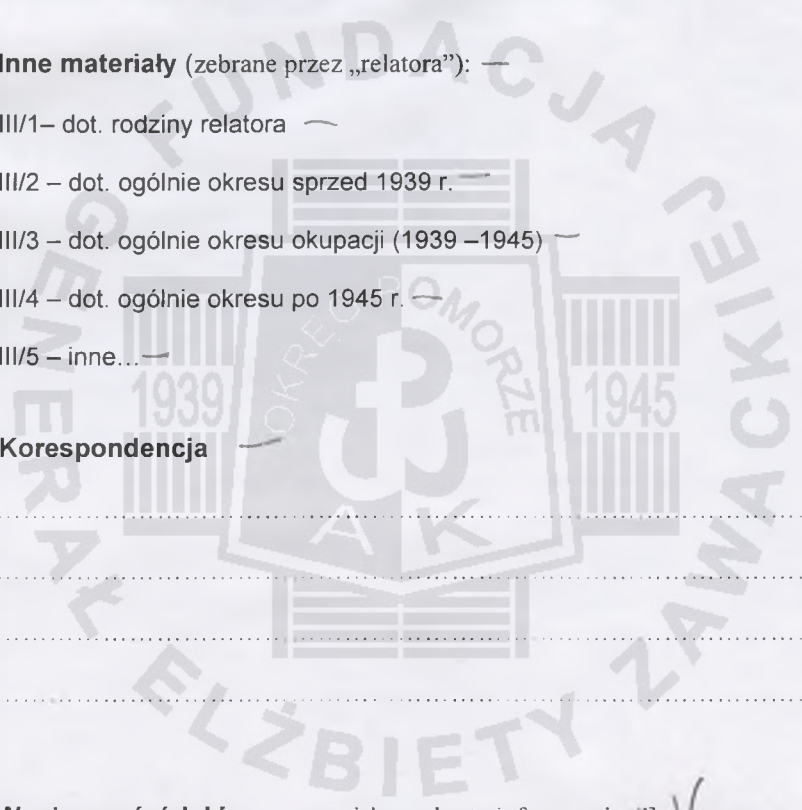 Inne materiały (zebrane przez „relatora”): —
III/1– dot. rodziny relatora —
III/2 – dot. ogólnie okresu sprzed 1939 r. —
III/3 – dot. ogólnie okresu okupacji (1939 –1945) —
III/4 – dot. ogólnie okresu po 1945 r. —
III/5 – inne... —
Korespondencja —
FUNDACJA GENERAŁ ELŻBIETY ZAWACKIEJ
OKRĘG POMORZE
1939
1945
AK